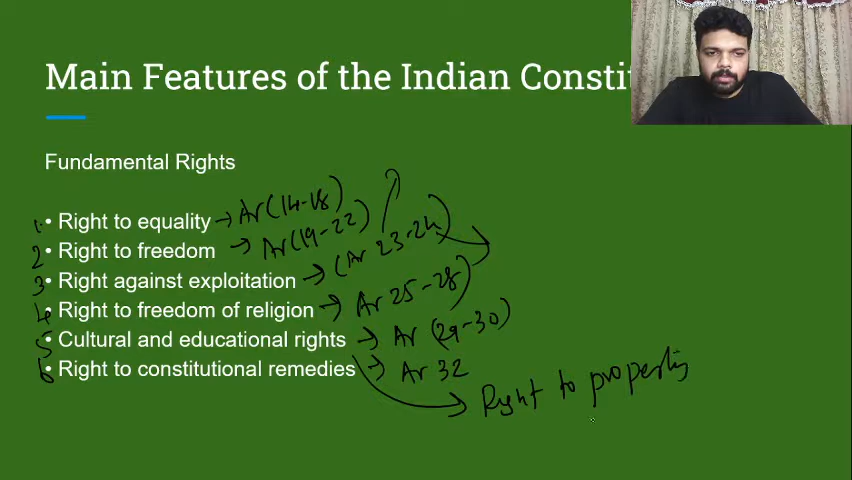 Main Features of the Indian Constit
Fundamental Rights
1. • Right to equality → Ar (14-18)
2 • Right to freedom → Ar (19-22)
3 • Right against exploitation → (Ar 23-24)
4 • Right to freedom of religion → Ar 25-28)
5 • Cultural and educational rights → Ar (29-30)
6 • Right to constitutional remedies → Ar 32
→ Right to property